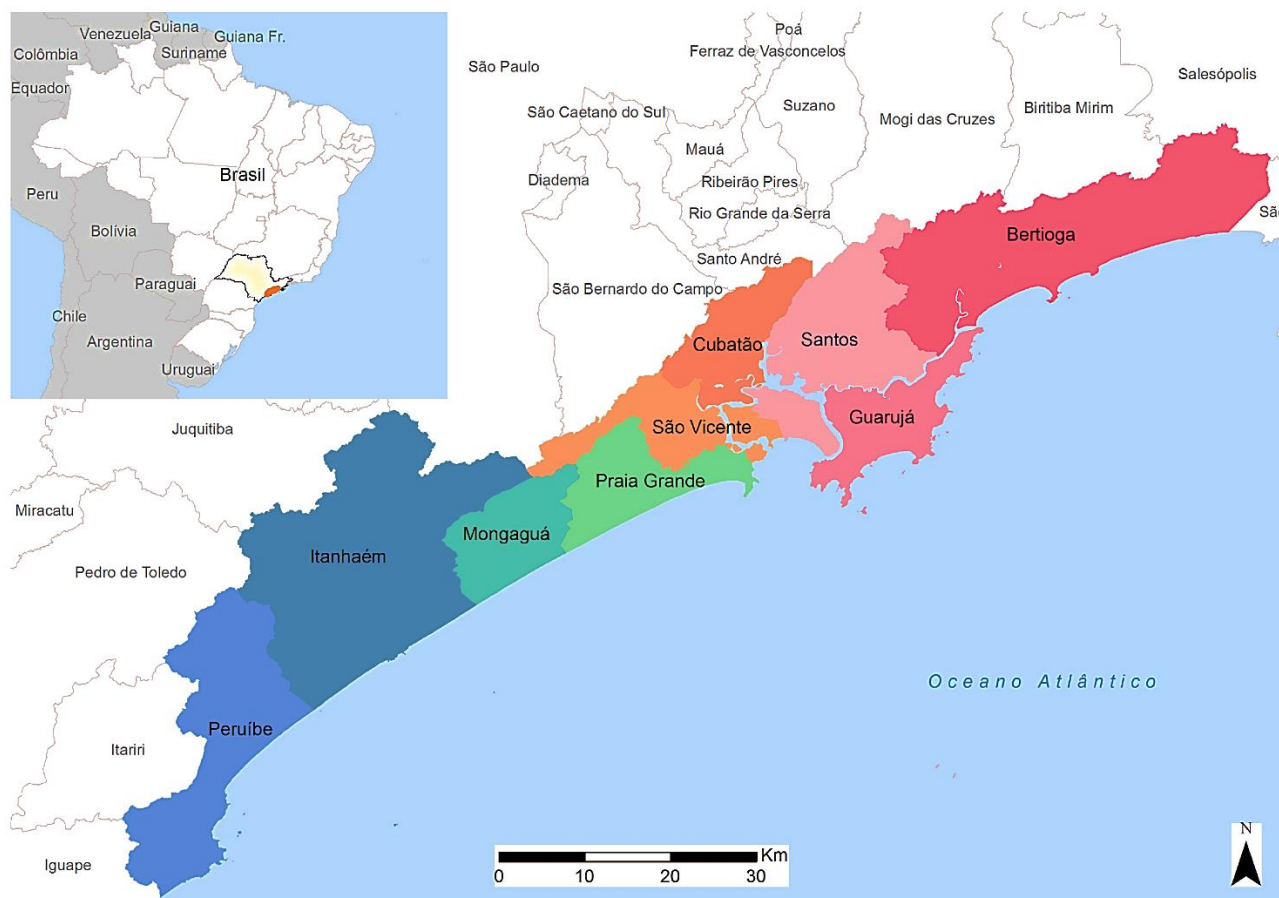 Venezuela
Guiana
Guiana Fr.
Colômbia
Suriname
Equador
Brasil
Peru
Bolívia
Paraguai
Chile
Argentina
Uruguai
São Paulo
Poá
Ferraz de Vasconcelos
Salesópolis
São Caetano do Sul
Suzano
Mogi das Cruzes
Biritiba Mirim
Mauá
Diadema
Ribeirão Pires
Rio Grande da Serra
Santo André
São Bernardo do Campo
Bertioga
Cubatão
Santos
Guarujá
São Vicente
Praia Grande
Juquitiba
Miracatu
Mongaguá
Itanhaém
Pedro de Toledo
Oceano Atlântico
Peruíbe
Itariri
Iguape
Km
0 10 20 30
N